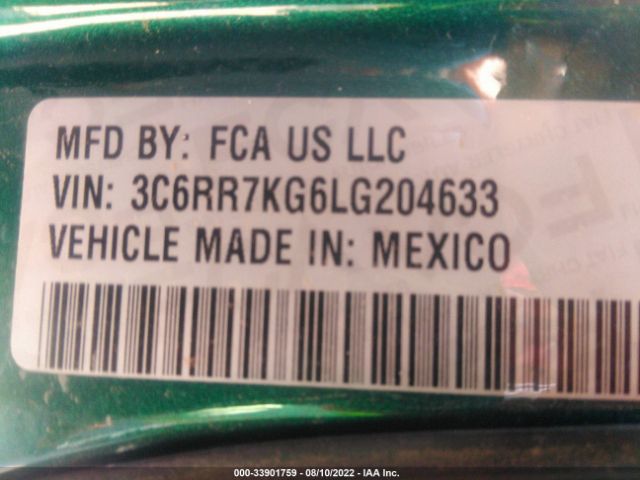 MFD BY: FCA US LLC
VIN: 3C6RR7KG6LG204633
VEHICLE MADE IN: MEXICO
000-33901759 - 08/10/2022 - IAA Inc.